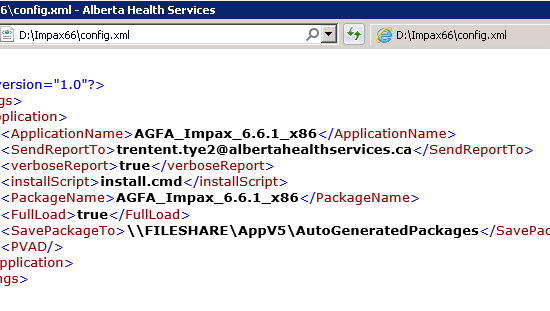 66\config.xml - Alberta Health Services
D:\Impax66\config.xml D:\Impax66\config.xml
version="1.0"?>
gs>
pplication>
<ApplicationName>AGFA_Impax_6.6.1_x86</ApplicationName>
<SendReportTo>trentent.tye2@albertahealthservices.ca</SendReportTo>
<verboseReport>true</verboseReport>
<installScript>install.cmd</installScript>
<PackageName>AGFA_Impax_6.6.1_x86</PackageName>
<FullLoad>true</FullLoad>
<SavePackageTo>\\FILESHARE\AppV5\AutoGeneratedPackages</SavePac
<PVAD/>
pplication>
ngs>